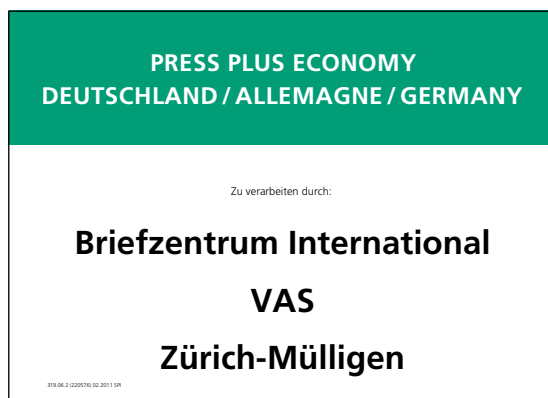 PRESS PLUS ECONOMY
DEUTSCHLAND / ALLEMAGNE / GERMANY
Zu verarbeiten durch:
Briefzentrum International
VAS
Zürich-Mülligen
319.06.2 (220576) 02.2011 SPI